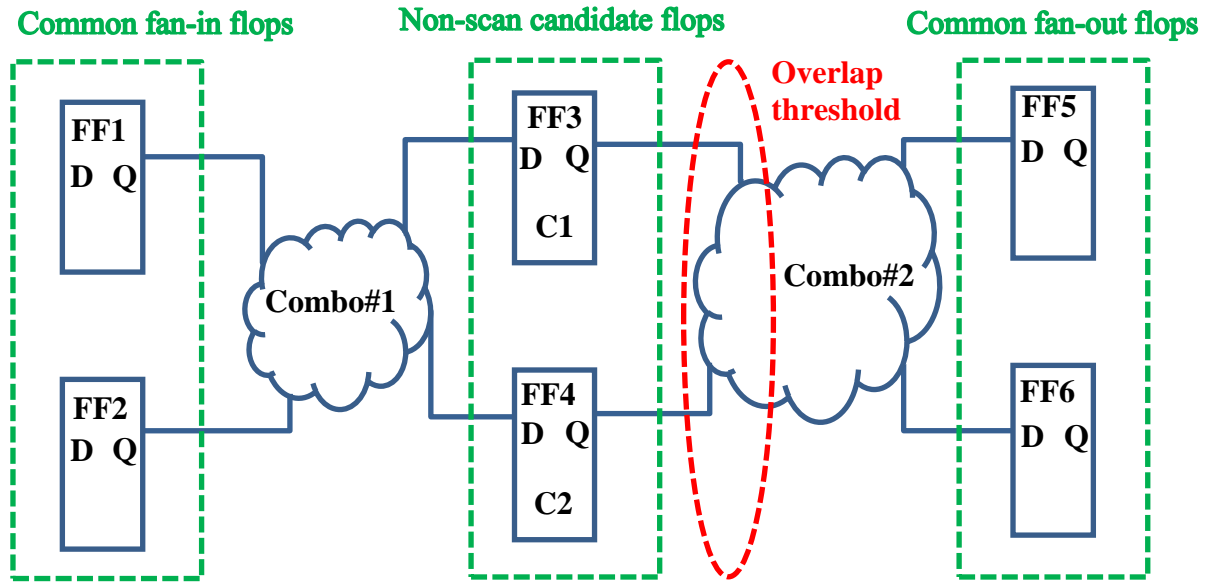 Common fan-in flops
Non-scan candidate flops
Common fan-out flops
Overlap
threshold
FF1
D Q
FF3
D Q
C1
FF5
D Q
Combo#1
Combo#2
FF2
D Q
FF4
D Q
C2
FF6
D Q